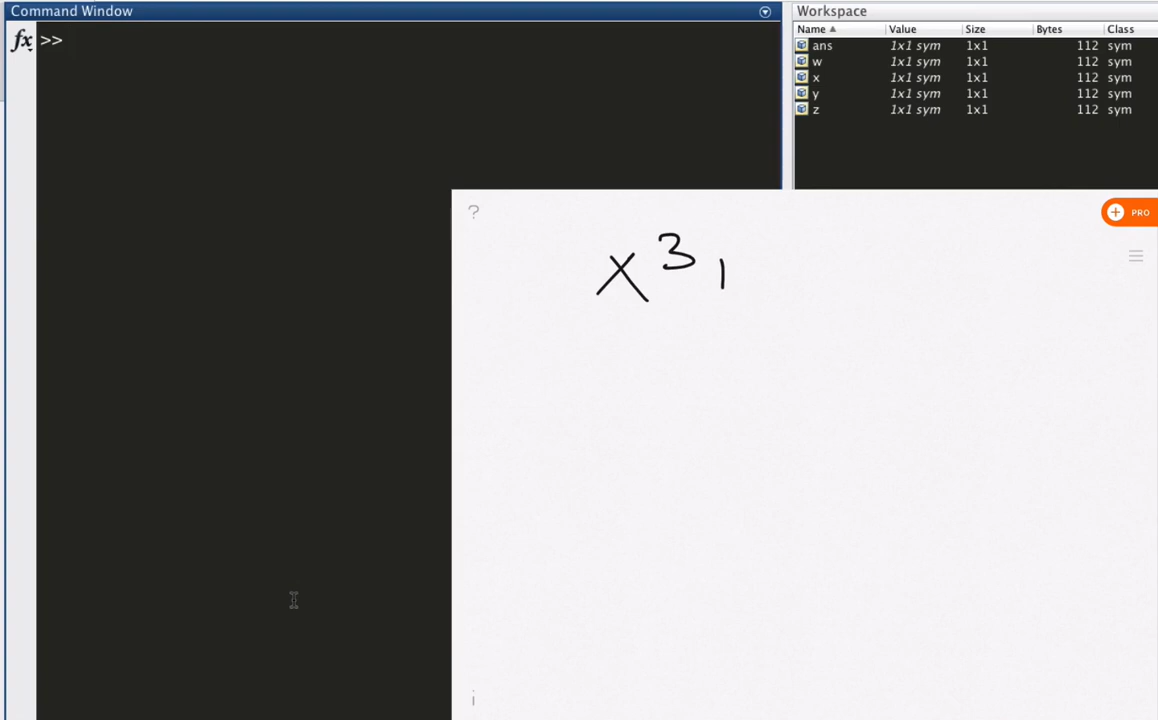 Command Window
fx >>
Workspace
Name Value Size Bytes Class
ans 1x1 sym 1x1 112 sym
w 1x1 sym 1x1 112 sym
x 1x1 sym 1x1 112 sym
y 1x1 sym 1x1 112 sym
z 1x1 sym 1x1 112 sym
? + PRO
x³ ı
i